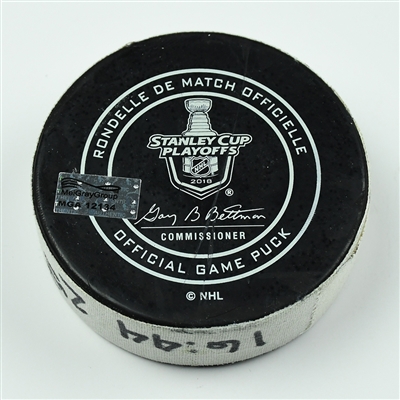 RONDELLE DE MATCH OFFICIELLE
STANLEY CUP
PLAYOFFS
NHL
2018
®
Gary B Bettman
COMMISSIONER
OFFICIAL GAME PUCK
© NHL
MeiGrayGroup
MGA 12134
16:44